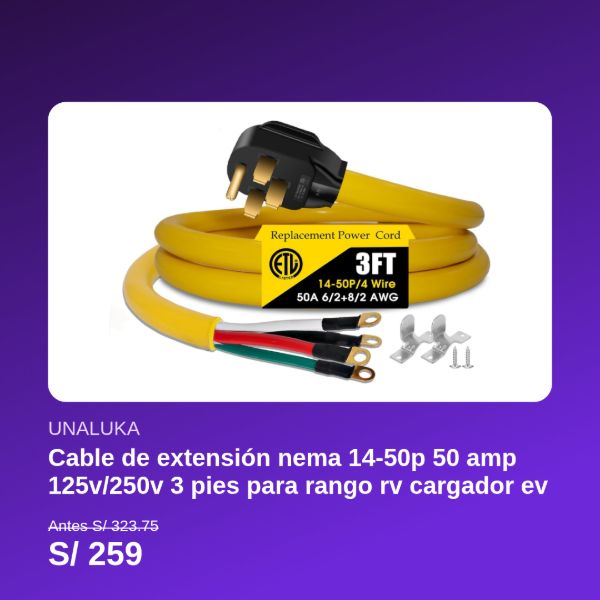 Replacement Power Cord
ETL
3FT
14-50P/4 Wire
50A 6/2+8/2 AWG
UNALUKA
Cable de extensión nema 14-50p 50 amp
125v/250v 3 pies para rango rv cargador ev
Antes S/ 323.75
S/ 259